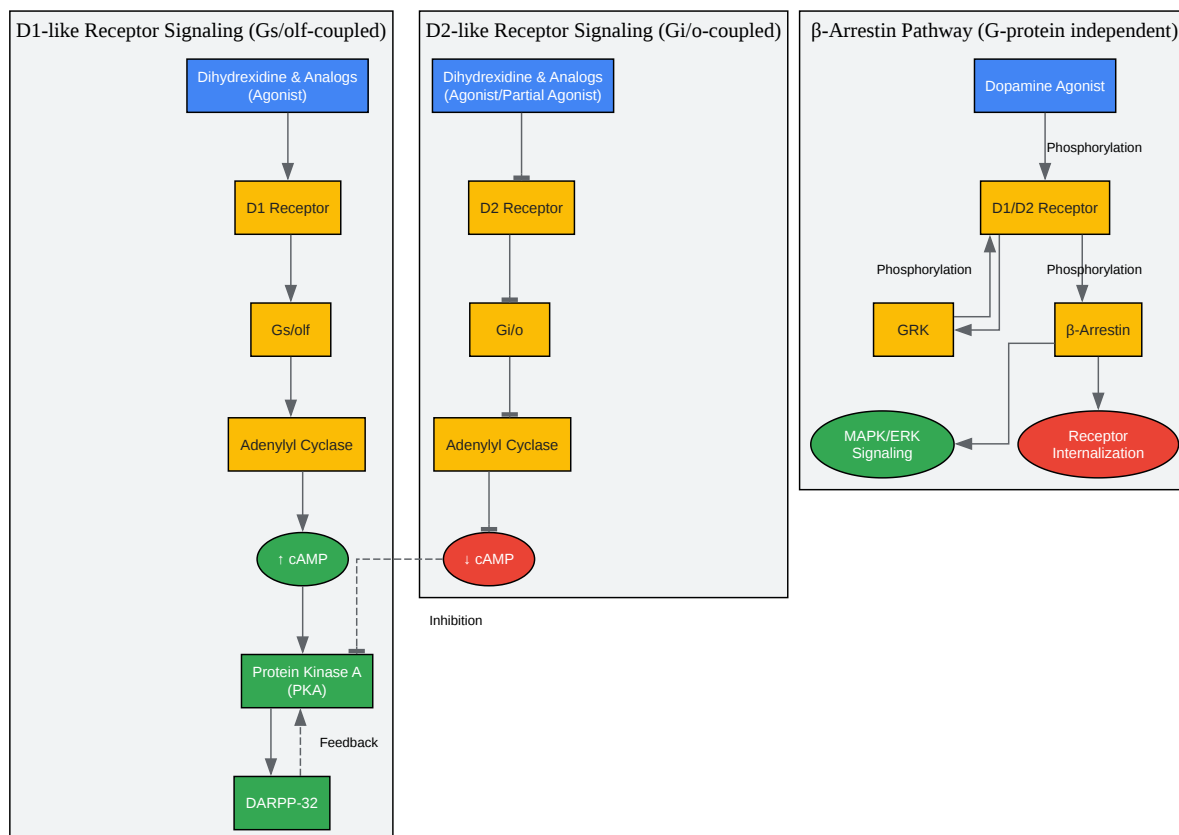 D1-like Receptor Signaling (Gs/olf-coupled)
Dihydrexidine & Analogs
(Agonist)
D1 Receptor
Gs/olf
Adenylyl Cyclase
↑ cAMP
Protein Kinase A
(PKA)
Feedback
DARPP-32
D2-like Receptor Signaling (Gi/o-coupled)
Dihydrexidine & Analogs
(Agonist/Partial Agonist)
D2 Receptor
Gi/o
Adenylyl Cyclase
↓ cAMP
Inhibition
β-Arrestin Pathway (G-protein independent)
Dopamine Agonist
Phosphorylation
D1/D2 Receptor
Phosphorylation
Phosphorylation
GRK
β-Arrestin
MAPK/ERK
Signaling
Receptor
Internalization